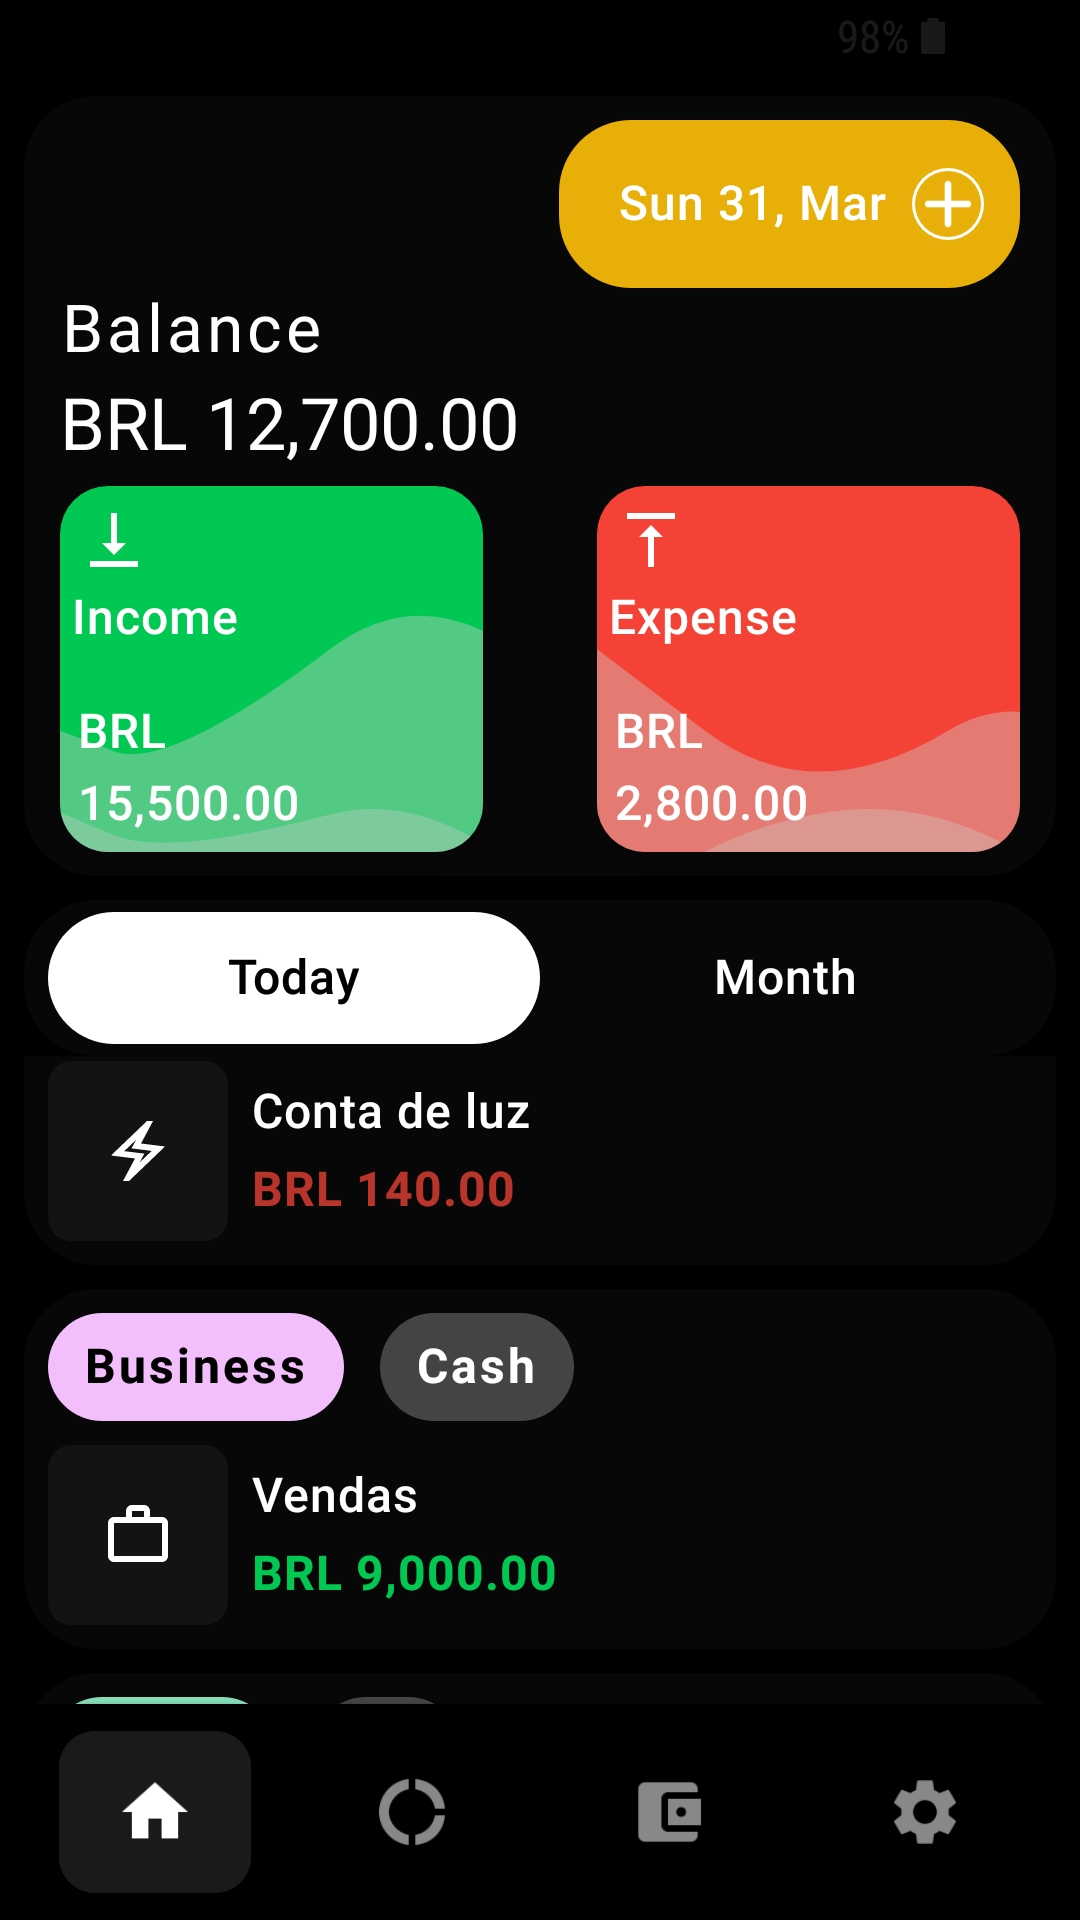 98%
Sun 31, Mar
Balance
BRL 12,700.00
Income
BRL
15,500.00
Expense
BRL
2,800.00
Today
Month
Conta de luz
BRL 140.00
Business
Cash
Vendas
BRL 9,000.00